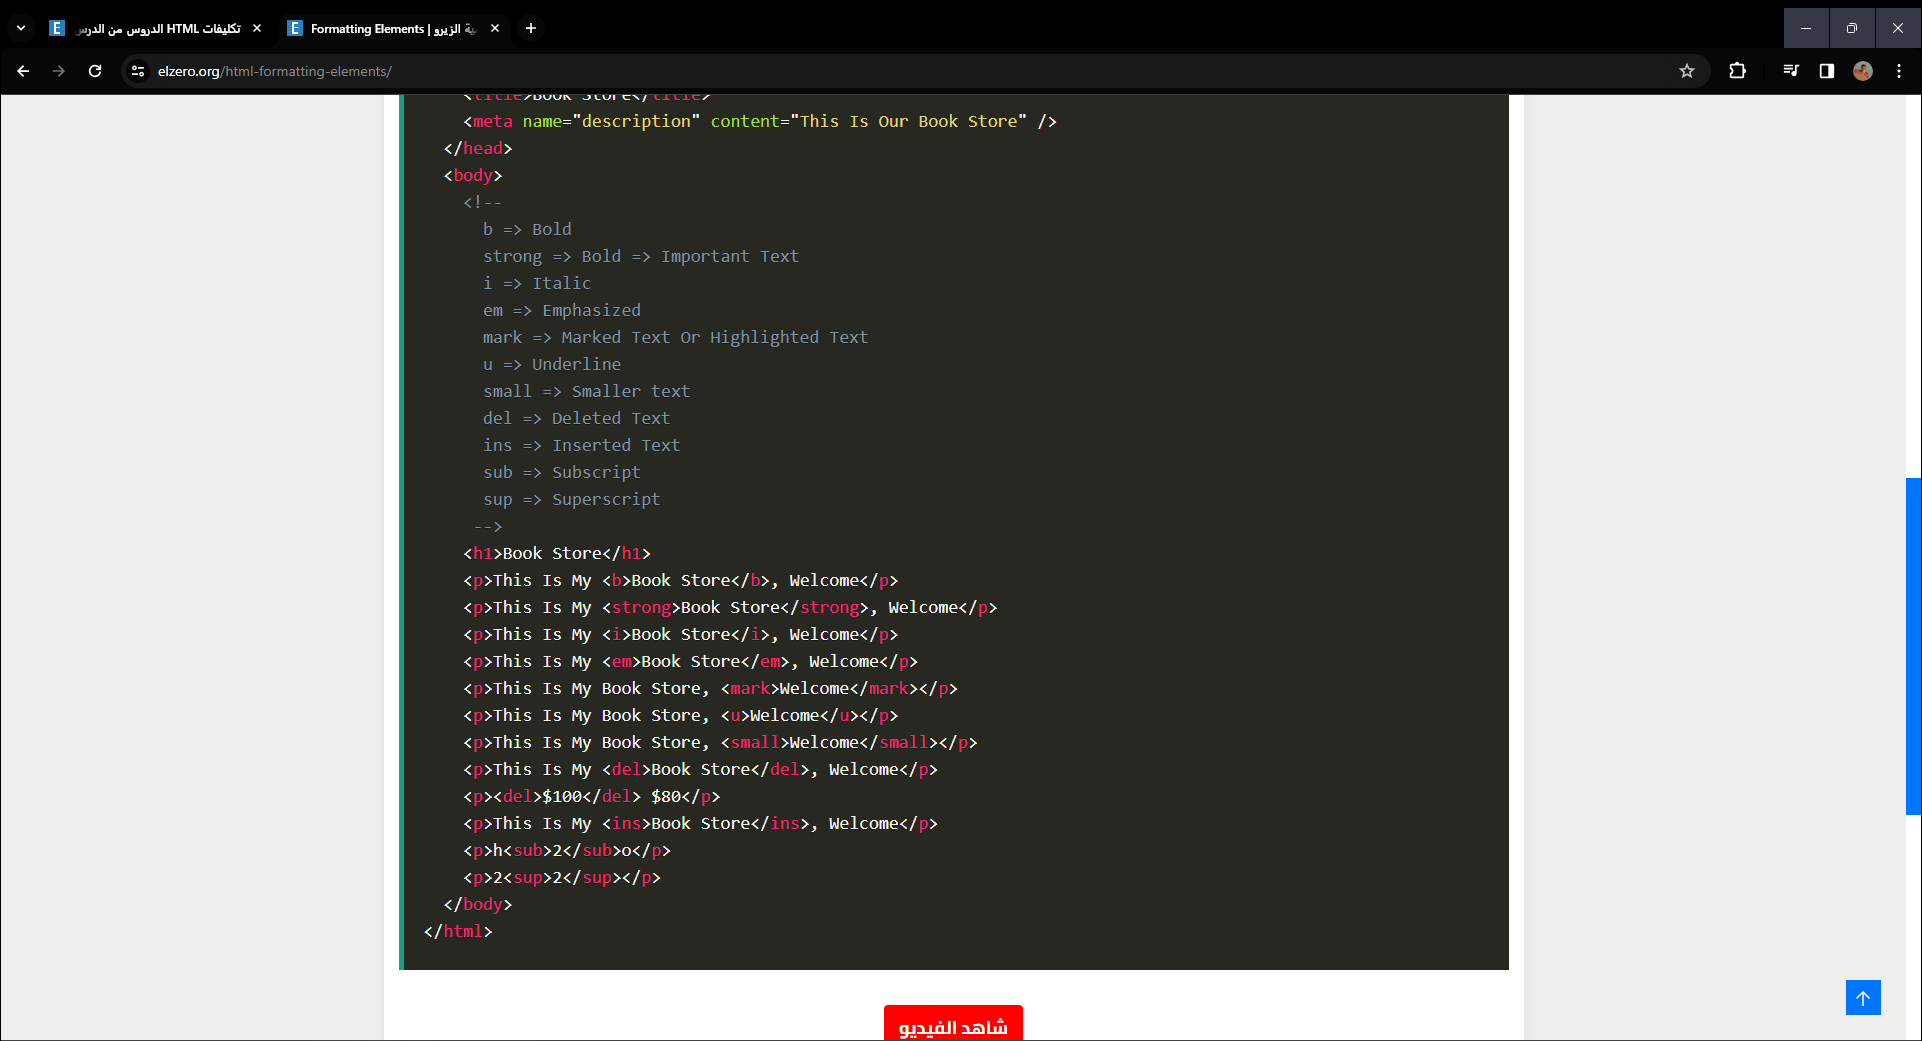 تكليفات HTML الدروس من الدرس
Formatting Elements | الزيرو
elzero.org/html-formatting-elements/
<title>Book Store</title>
<meta name="description" content="This Is Our Book Store" />
</head>
<body>
<!--
b => Bold
strong => Bold => Important Text
i => Italic
em => Emphasized
mark => Marked Text Or Highlighted Text
u => Underline
small => Smaller text
del => Deleted Text
ins => Inserted Text
sub => Subscript
sup => Superscript
-->
<h1>Book Store</h1>
<p>This Is My <b>Book Store</b>, Welcome</p>
<p>This Is My <strong>Book Store</strong>, Welcome</p>
<p>This Is My <i>Book Store</i>, Welcome</p>
<p>This Is My <em>Book Store</em>, Welcome</p>
<p>This Is My Book Store, <mark>Welcome</mark></p>
<p>This Is My Book Store, <u>Welcome</u></p>
<p>This Is My Book Store, <small>Welcome</small></p>
<p>This Is My <del>Book Store</del>, Welcome</p>
<p><del>$100</del> $80</p>
<p>This Is My <ins>Book Store</ins>, Welcome</p>
<p>h<sub>2</sub>o</p>
<p>2<sup>2</sup></p>
</body>
</html>
شاهد الفيديو